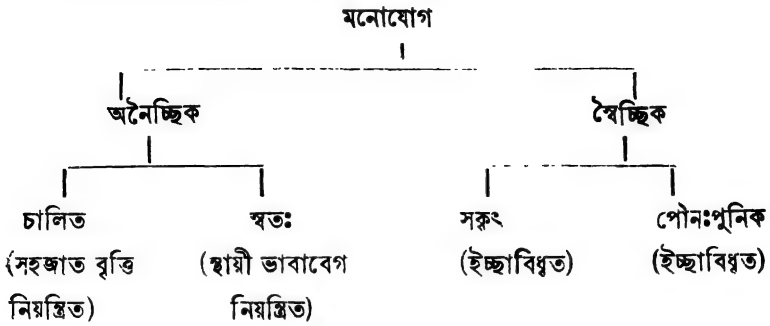 মনোযোগ
অনৈচ্ছিক স্বৈচ্ছিক
চালিত স্বতঃ সকৃৎ পৌনঃপুনিক
(সহজাত বৃত্তি (স্থায়ী ভাবাবেগ (ইচ্ছাবিধৃত) (ইচ্ছাবিধৃত)
নিয়ন্ত্রিত) নিয়ন্ত্রিত)